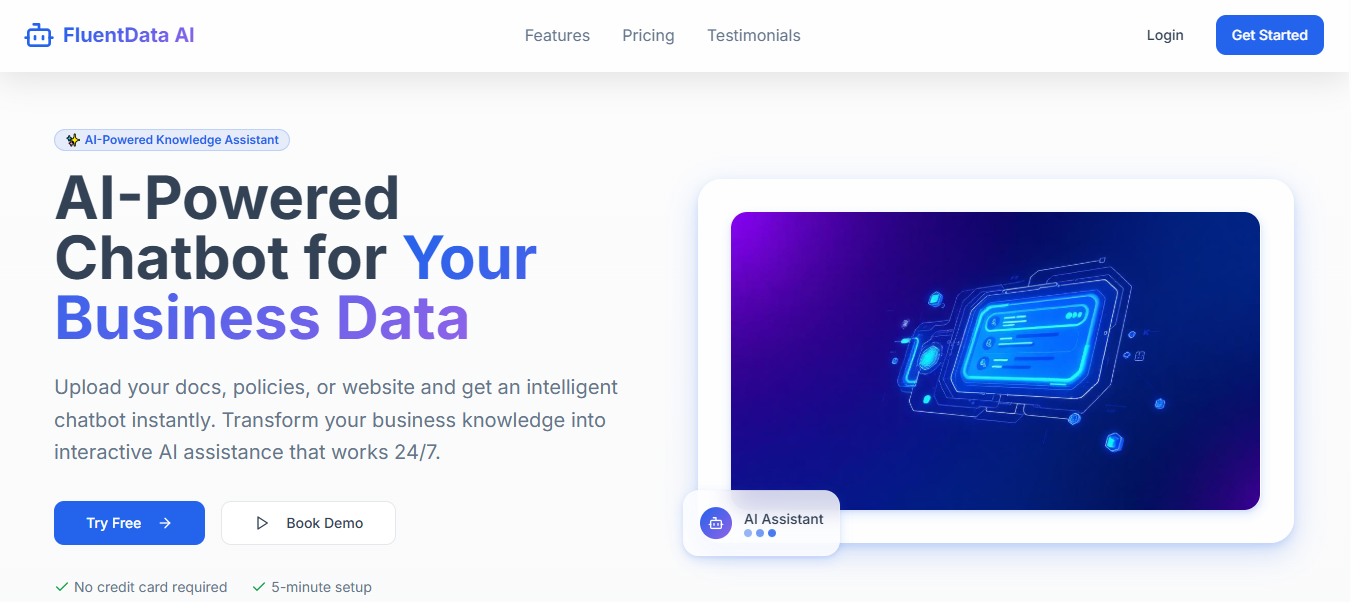 FluentData AI
Features
Pricing
Testimonials
Login
Get Started
AI-Powered Knowledge Assistant
AI-Powered
Chatbot for Your
Business Data
Upload your docs, policies, or website and get an intelligent
chatbot instantly. Transform your business knowledge into
interactive AI assistance that works 24/7.
Try Free
Book Demo
No credit card required
5-minute setup
AI Assistant